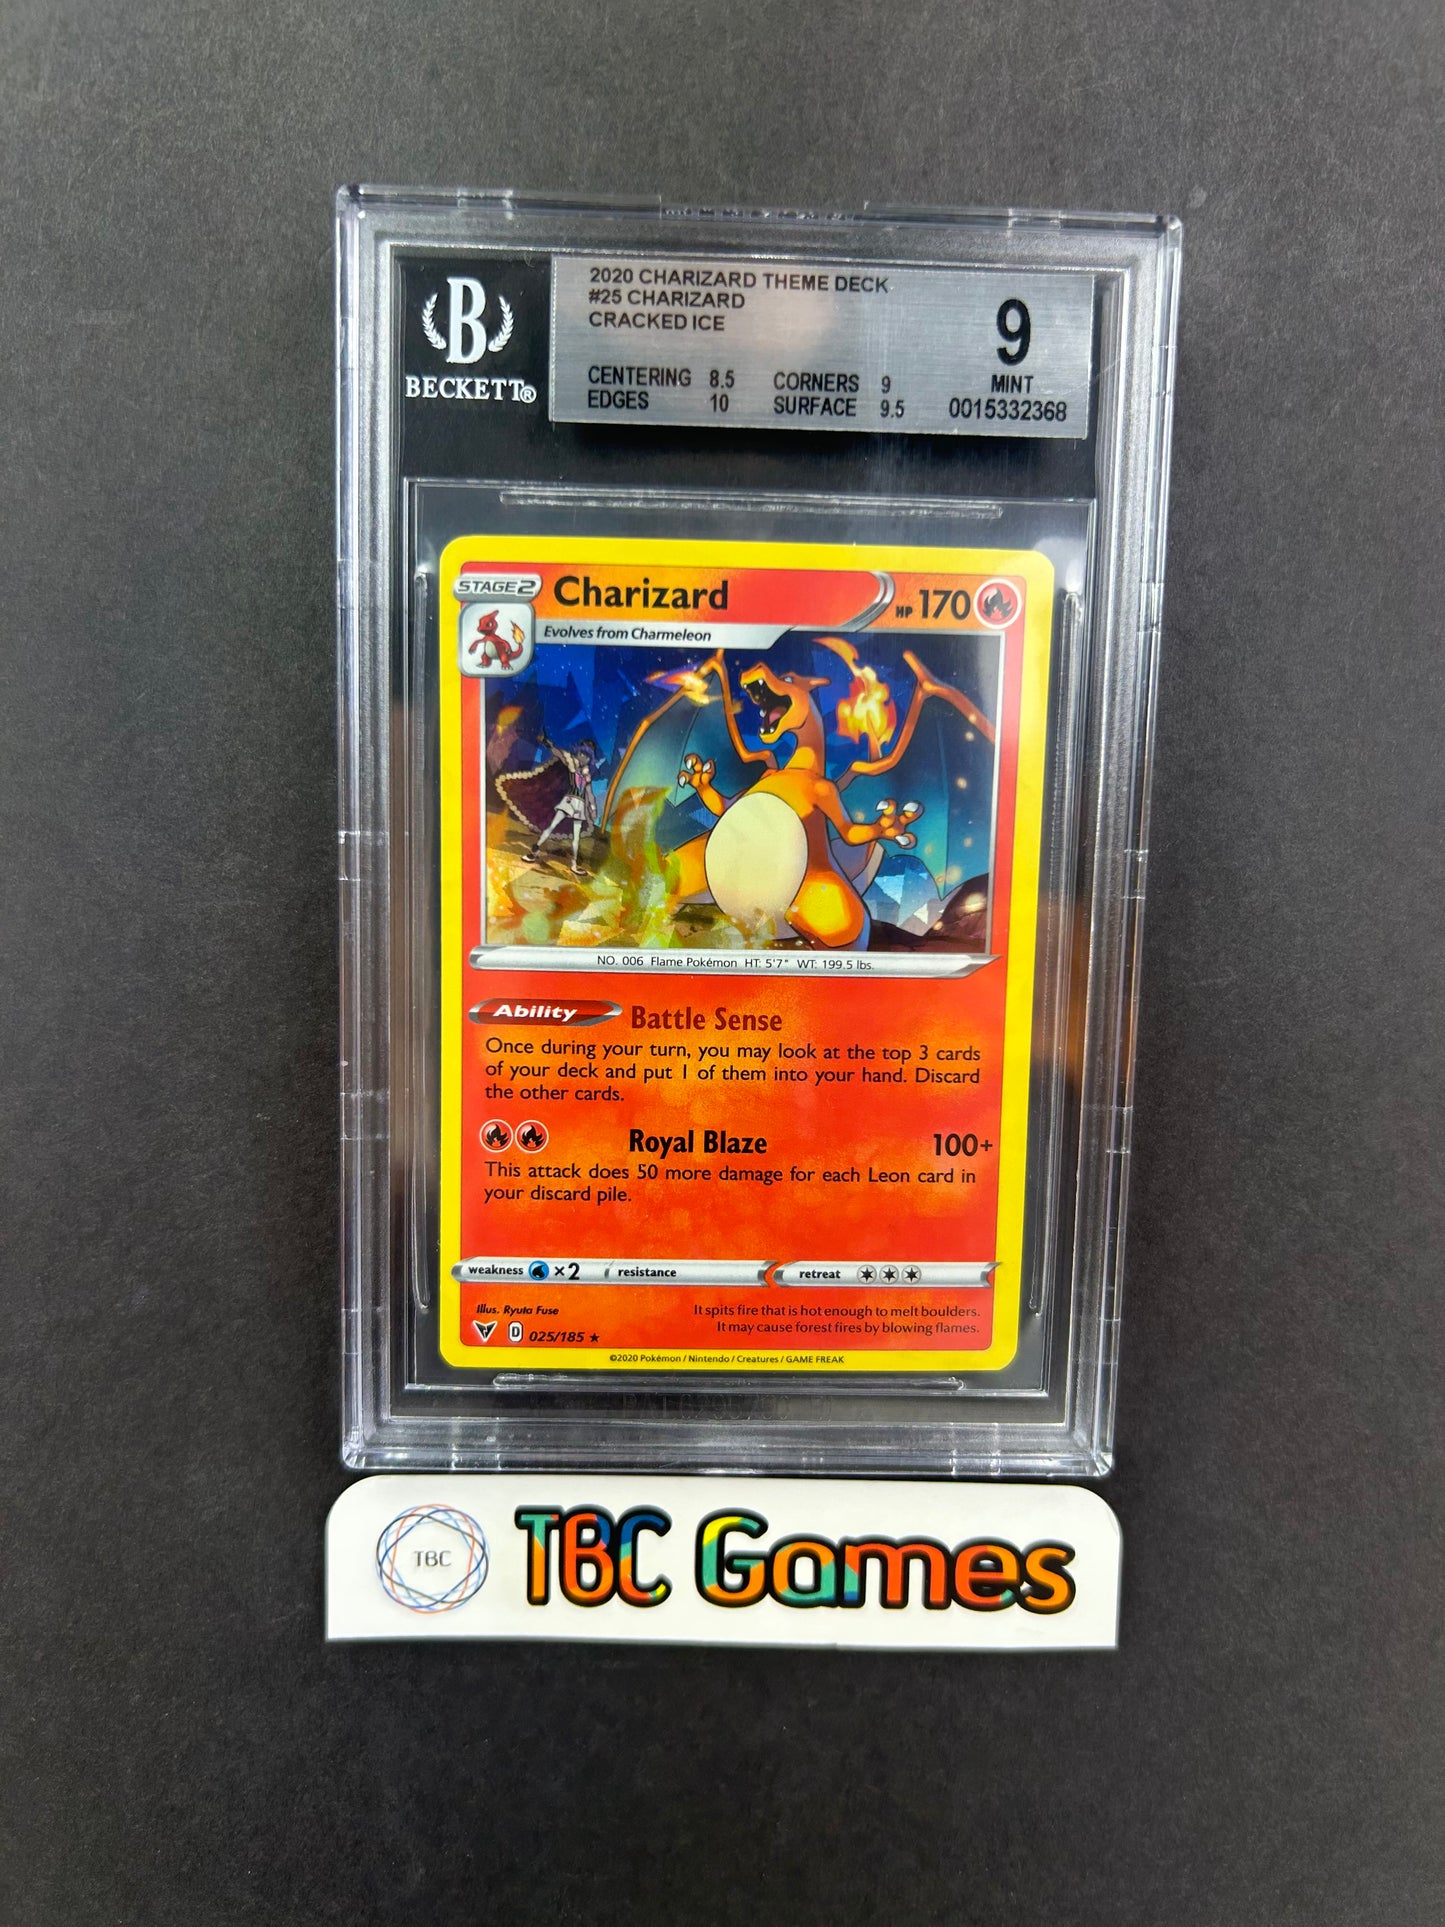 2020 CHARIZARD THEME DECK
#25 CHARIZARD
CRACKED ICE
9
MINT
0015332368
CENTERING 8.5 CORNERS 9
EDGES 10 SURFACE 9.5
B
BECKETT®
STAGE 2 Charizard HP 170
Evolves from Charmeleon
NO. 006 Flame Pokémon HT: 5'7" WT: 199.5 lbs.
Ability Battle Sense
Once during your turn, you may look at the top 3 cards
of your deck and put 1 of them into your hand. Discard
the other cards.
Royal Blaze 100+
This attack does 50 more damage for each Leon card in
your discard pile.
weakness ×2 resistance retreat
Illus. Ryuta Fuse
D 025/185 ★
It spits fire that is hot enough to melt boulders.
It may cause forest fires by blowing flames.
©2020 Pokémon / Nintendo / Creatures / GAME FREAK
TBC
TBC Games